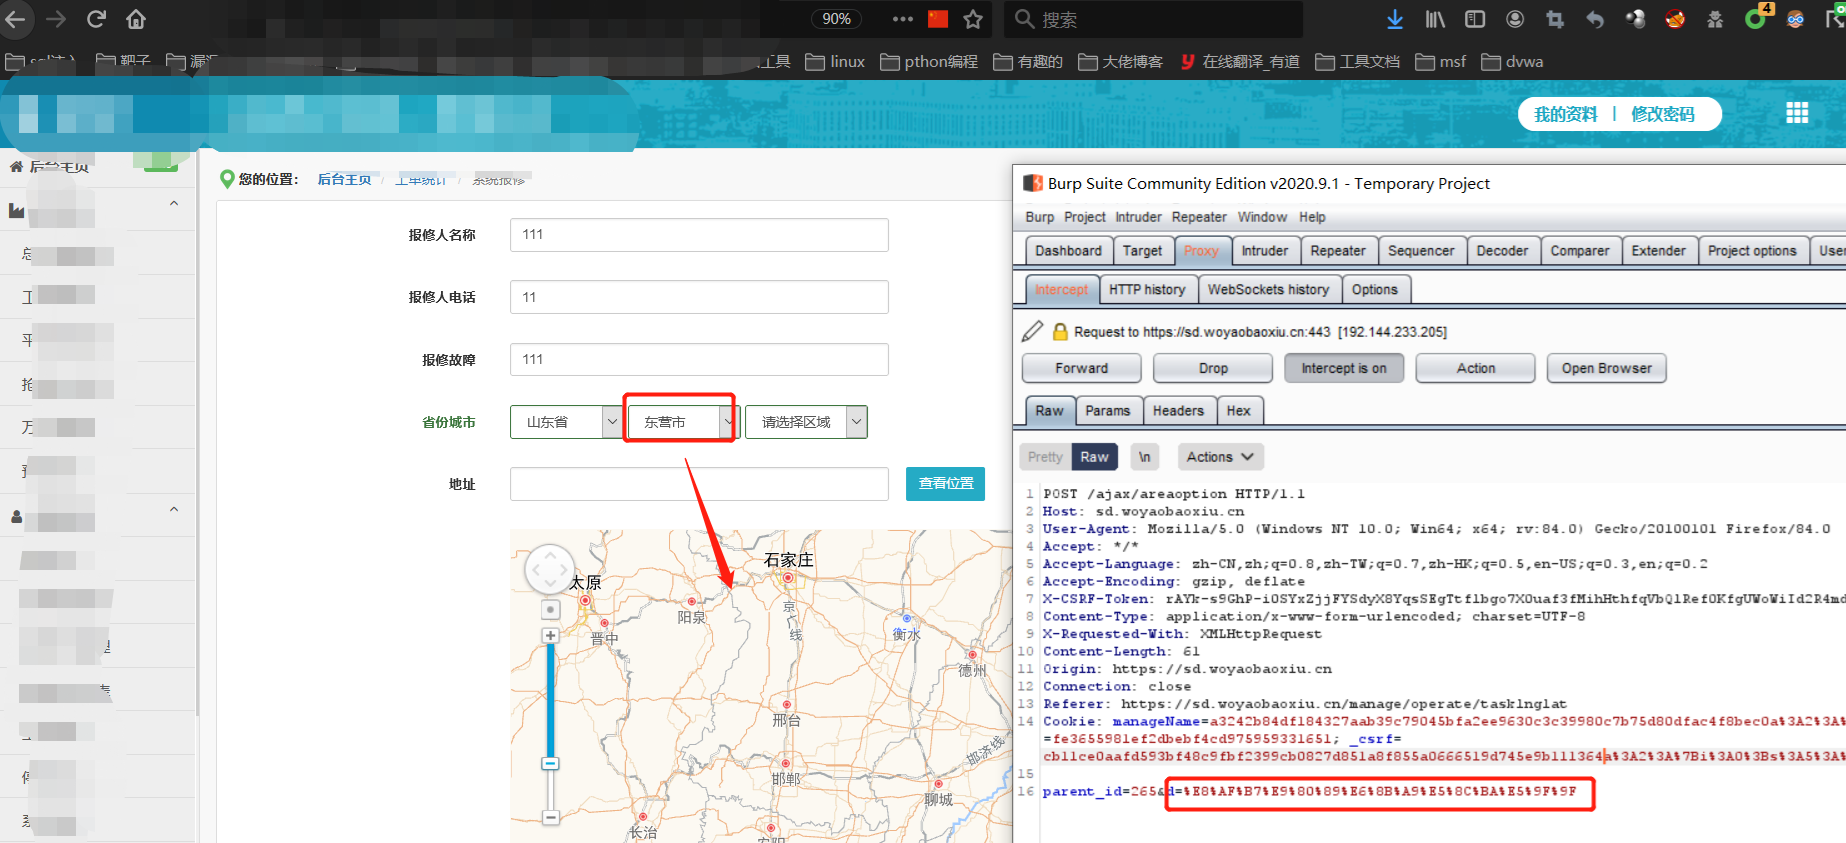 90%
搜索
4
工具
linux
pthon编程
有趣的
大佬博客
在线翻译_有道
工具文档
msf
dvwa
我的资料 | 修改密码
后台主页
您的位置: 后台主页 / 工单统计 / 系统报修
报修人名称 111
报修人电话 11
报修故障 111
省份城市 山东省 东营市 请选择区域
地址 查看位置
石家庄
太原
阳泉
晋中
京
线
衡水
德州
邢台
邯郸
邯济线
聊城
长治
安阳
Burp Suite Community Edition v2020.9.1 - Temporary Project
Burp Project Intruder Repeater Window Help
Dashboard Target Proxy Intruder Repeater Sequencer Decoder Comparer Extender Project options User
Intercept HTTP history WebSockets history Options
Request to https://sd.woyaobaoxiu.cn:443 [192.144.233.205]
Forward Drop Intercept is on Action Open Browser
Raw Params Headers Hex
Pretty Raw \n Actions
1 POST /ajax/areaoption HTTP/1.1
2 Host: sd.woyaobaoxiu.cn
3 User-Agent: Mozilla/5.0 (Windows NT 10.0; Win64; x64; rv:84.0) Gecko/20100101 Firefox/84.0
4 Accept: */*
5 Accept-Language: zh-CN,zh;q=0.8,zh-TW;q=0.7,zh-HK;q=0.5,en-US;q=0.3,en;q=0.2
6 Accept-Encoding: gzip, deflate
7 X-CSRF-Token: rAYk-s9GhP-iOSYxZjjFYSdyX8YqsSEgTtflbgo7X0uaf3fMihHthfqVbQlRefOKfgUWoWiId2R4md
8 Content-Type: application/x-www-form-urlencoded; charset=UTF-8
9 X-Requested-With: XMLHttpRequest
10 Content-Length: 61
11 Origin: https://sd.woyaobaoxiu.cn
12 Connection: close
13 Referer: https://sd.woyaobaoxiu.cn/manage/operate/tasklnglat
14 Cookie: manageName=a3242b84df184327aab39c79045bfa2ee9630c3c39980c7b75d80dfac4f8bec0a%3A2%3A%
=fe3655981ef2dbebf4cd975959331651; _csrf=
cb11ce0aafd593bf48c9fbf2399cb0827d851a8f855a0666519d745e9b111364a%3A2%3A%7Bi%3A0%3Bs%3A5%3A%
15
16 parent_id=265&d=%E8%AF%B7%E9%80%89%E6%8B%A9%E5%8C%BA%E5%9F%9F